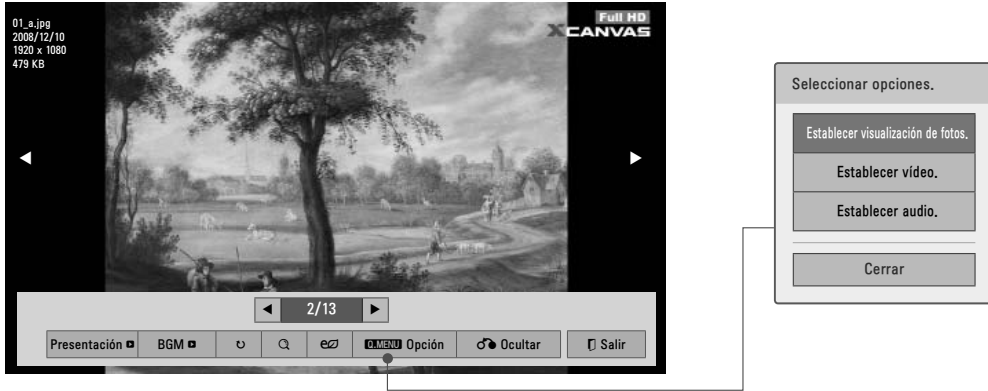 01_a.jpg
2008/12/10
1920 x 1080
479 KB
Full HD
XCANVAS
2/13
Presentación
BGM
Q.MENU Opción
Ocultar
Salir
Seleccionar opciones.
Establecer visualización de fotos.
Establecer vídeo.
Establecer audio.
Cerrar